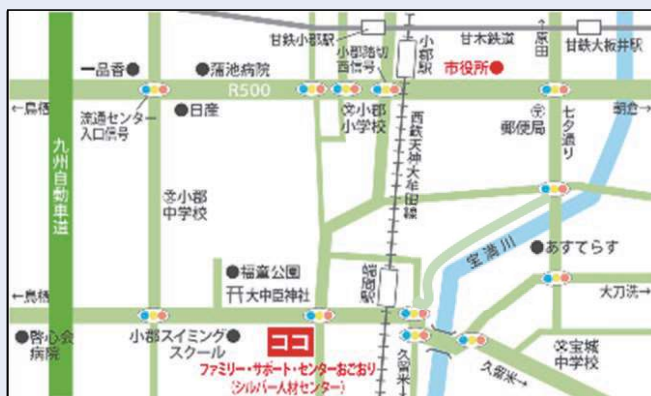 甘鉄小郡駅
甘木鉄道
↑原田
甘鉄大板井駅
小郡駅
小郡踏切
西信号
市役所
一品香
蒲池病院
R500
←鳥栖
流通センター
入口信号
日産
小郡
小学校
郵便局
七夕通り
朝倉→
九州自動車道
西鉄天神大牟田線
小郡
中学校
宝満川
あすてらす
福童公園
大中臣神社
端間駅
←鳥栖
大刀洗→
啓心会
病院
小郡スイミング
スクール
ココ
久留米
久留米→
宝城
中学校
ファミリー・サポート・センターおごおり
(シルバー人材センター)